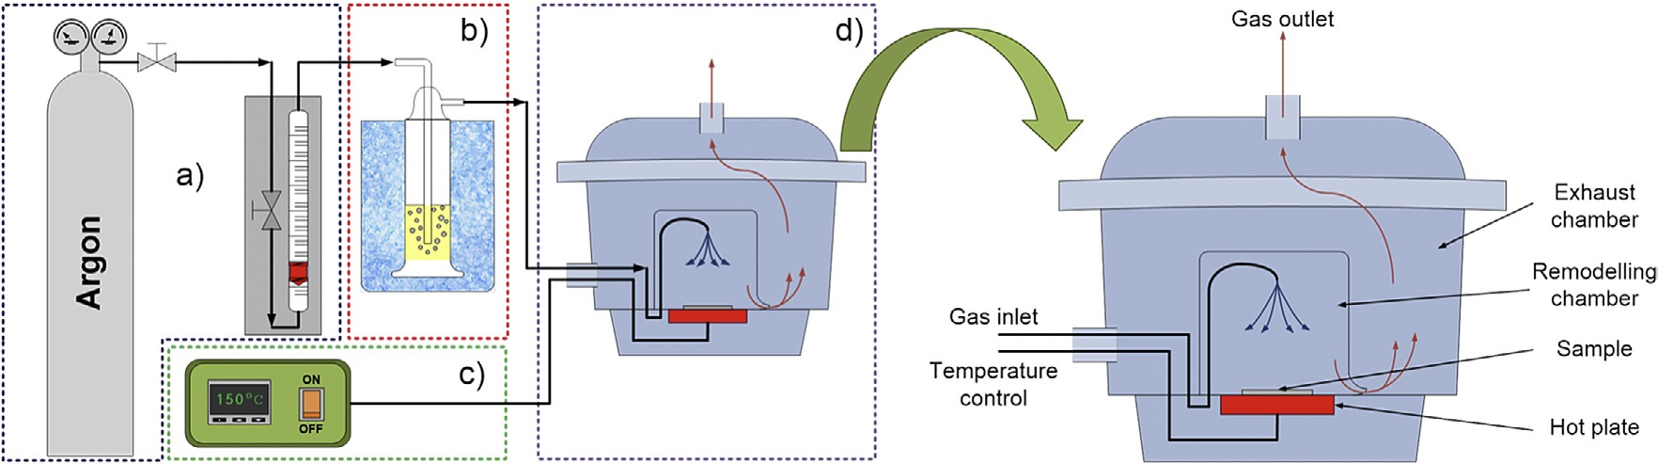 a)
Argon
b)
c)
150°C
ON
OFF
d)
Gas outlet
Exhaust
chamber
Remodelling
chamber
Gas inlet
Temperature
control
Sample
Hot plate